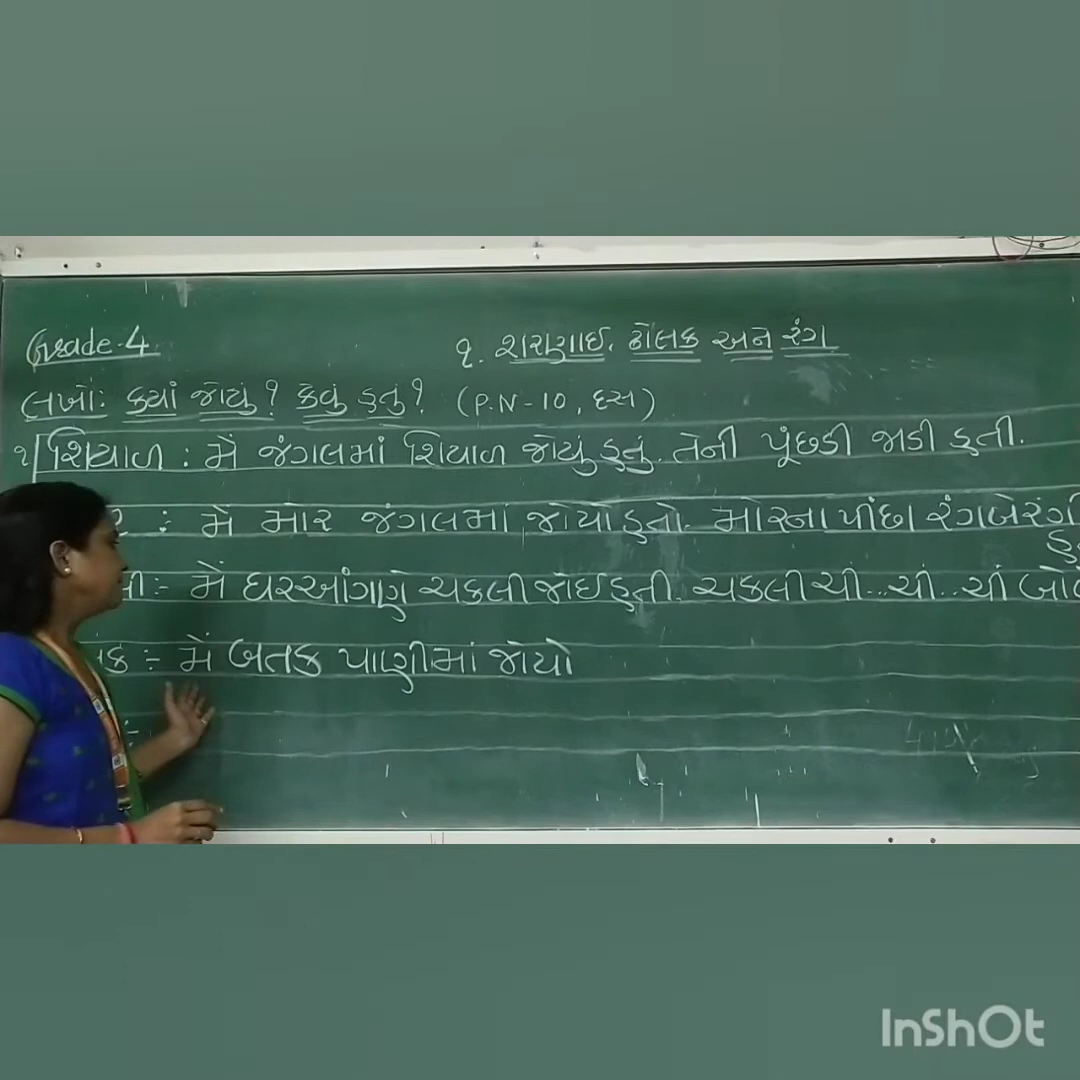 Grade-4
૧. શરણાઈ, ઢોલક અને રંગ
લખો: ક્યાં જોયું? કેવું હતું? (P.N-10, દસ)
૧ શિયાળ : મેં જંગલમાં શિયાળ જોયું હતું. તેની પૂંછડી જાડી હતી.
ર :- મેં મોર જંગલમાં જોયો હતો. મોરના પીંછા રંગબેરંગી
હ
લી:- મેં ઘરઆંગણે ચકલી જોઈ હતી. ચકલી ચીં...ચીં..ચીં બોલ
તક :- મેં બતક પાણીમાં જોયો
InShOt